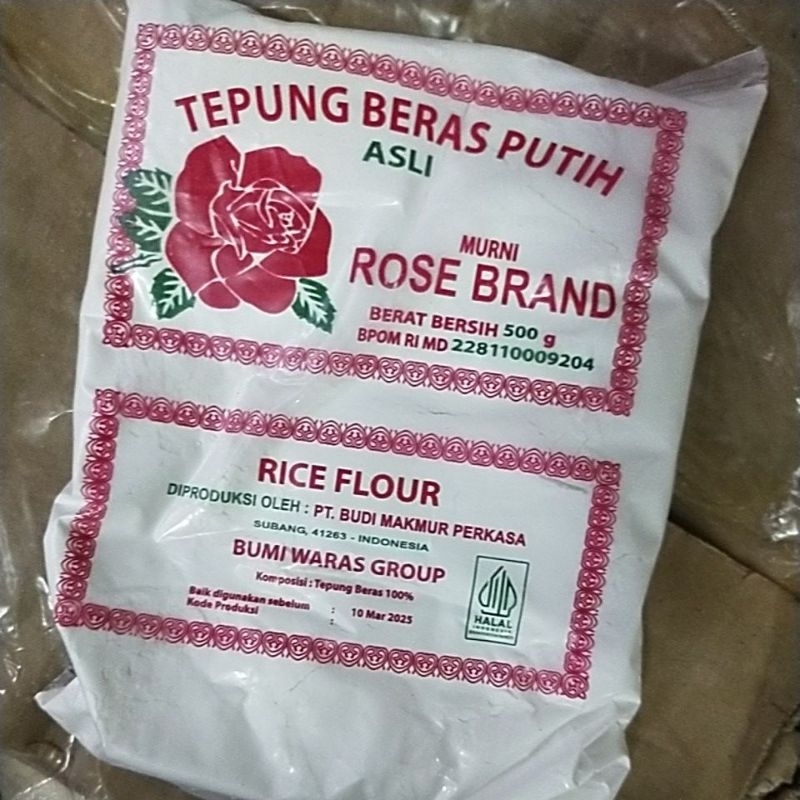 TEPUNG BERAS PUTIH
ASLI
MURNI
ROSE BRAND
BERAT BERSIH 500 g
BPOM RI MD 228110009204
RICE FLOUR
DIPRODUKSI OLEH : PT. BUDI MAKMUR PERKASA
SUBANG, 41263 - INDONESIA
BUMI WARAS GROUP
Komposisi : Tepung Beras 100%
Baik digunakan sebelum : 10 Mar 2025
Kode Produksi :
HALAL
INDONESIA